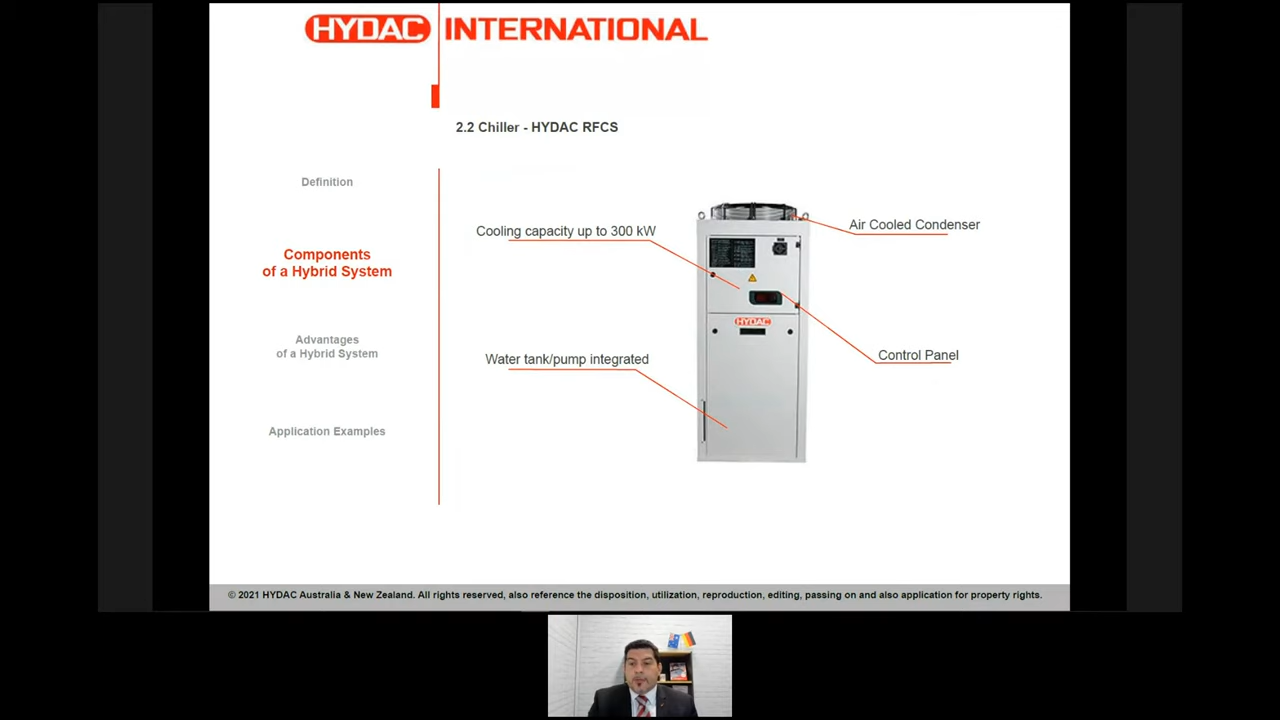 HYDAC INTERNATIONAL
2.2 Chiller - HYDAC RFCS
Definition
Components
of a Hybrid System
Advantages
of a Hybrid System
Application Examples
Cooling capacity up to 300 kW
Water tank/pump integrated
Air Cooled Condenser
Control Panel
HYDAC
© 2021 HYDAC Australia & New Zealand. All rights reserved, also reference the disposition, utilization, reproduction, editing, passing on and also application for property rights.